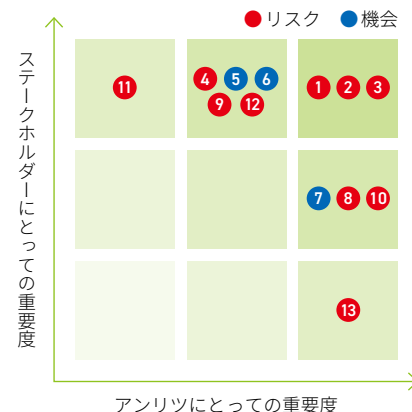 リスク 機会
ステークホルダーにとっての重要度
11 4 5 6 1 2 3
9 12
7 8 10
13
アンリツにとっての重要度